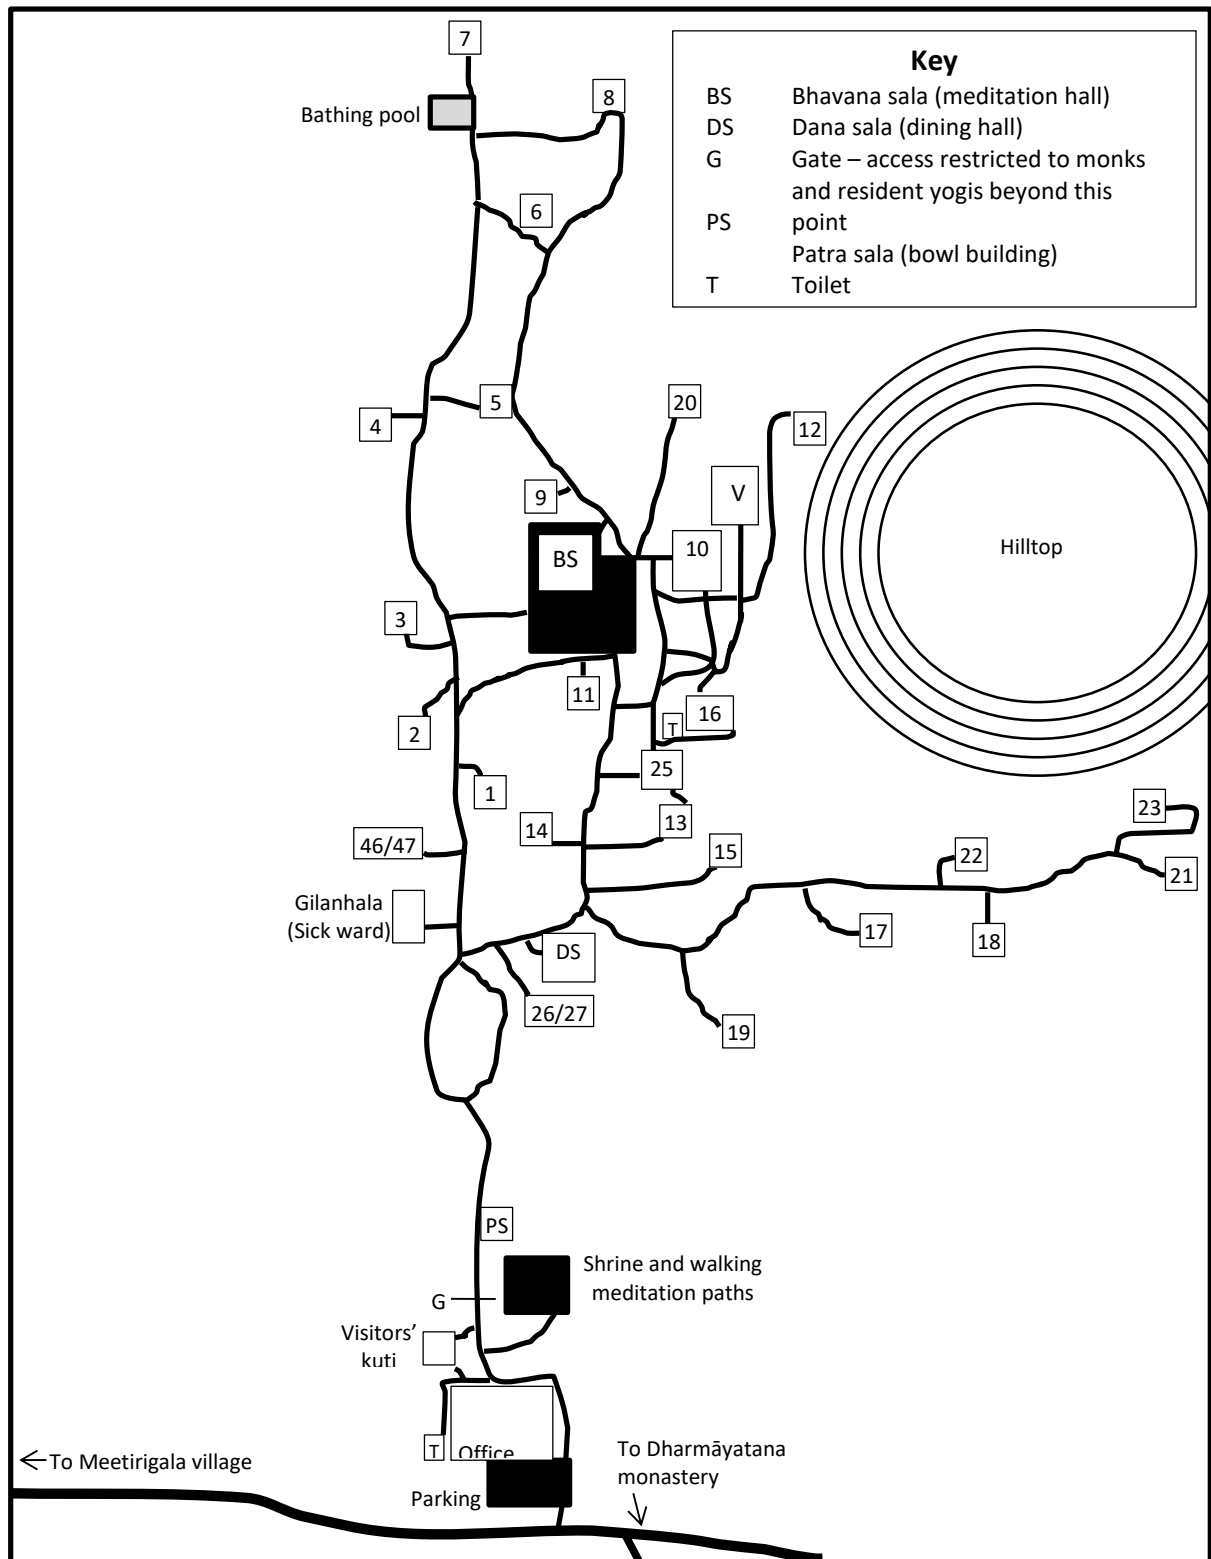 7
Key
BS Bhavana sala (meditation hall)
DS Dana sala (dining hall)
G Gate – access restricted to monks
and resident yogis beyond this
PS point
Patra sala (bowl building)
T Toilet
Bathing pool
8
6
5
4
20
12
9
V
BS
10
Hilltop
3
11
16
2
T
25
1
13
14
46/47
15
23
22
21
Gilanhala
(Sick ward)
17
18
DS
26/27
19
PS
Shrine and walking
meditation paths
G
Visitors’
kuti
T
Office
To Meetirigala village
To Dharmāyatana
monastery
Parking